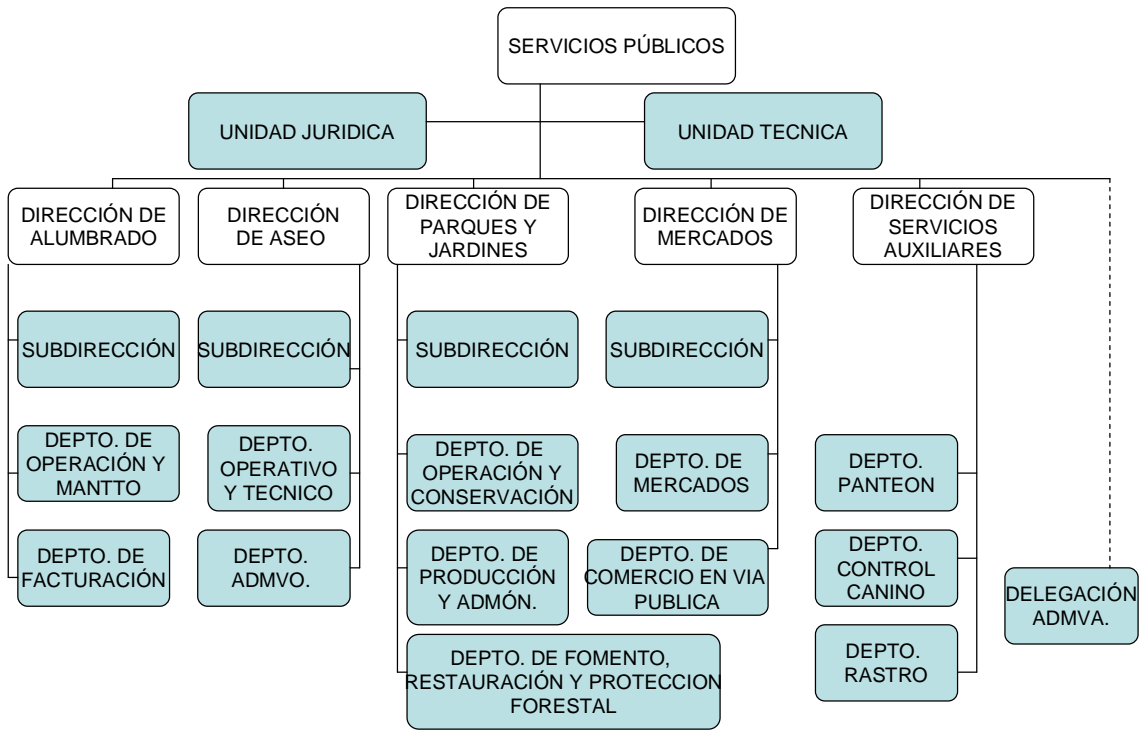 SERVICIOS PÚBLICOS
UNIDAD JURIDICA
UNIDAD TECNICA
DIRECCIÓN DE
ALUMBRADO
DIRECCIÓN
DE ASEO
DIRECCIÓN DE
PARQUES Y
JARDINES
DIRECCIÓN DE
MERCADOS
DIRECCIÓN DE
SERVICIOS
AUXILIARES
SUBDIRECCIÓN
SUBDIRECCIÓN
SUBDIRECCIÓN
SUBDIRECCIÓN
DEPTO. DE
OPERACIÓN Y
MANTTO
DEPTO.
OPERATIVO
Y TECNICO
DEPTO. DE
OPERACIÓN Y
CONSERVACIÓN
DEPTO. DE
MERCADOS
DEPTO.
PANTEON
DEPTO. DE
FACTURACIÓN
DEPTO.
ADMVO.
DEPTO. DE
PRODUCCIÓN
Y ADMÓN.
DEPTO. DE
COMERCIO EN VIA
PUBLICA
DEPTO.
CONTROL
CANINO
DELEGACIÓN
ADMVA.
DEPTO. DE FOMENTO,
RESTAURACIÓN Y PROTECCION
FORESTAL
DEPTO.
RASTRO